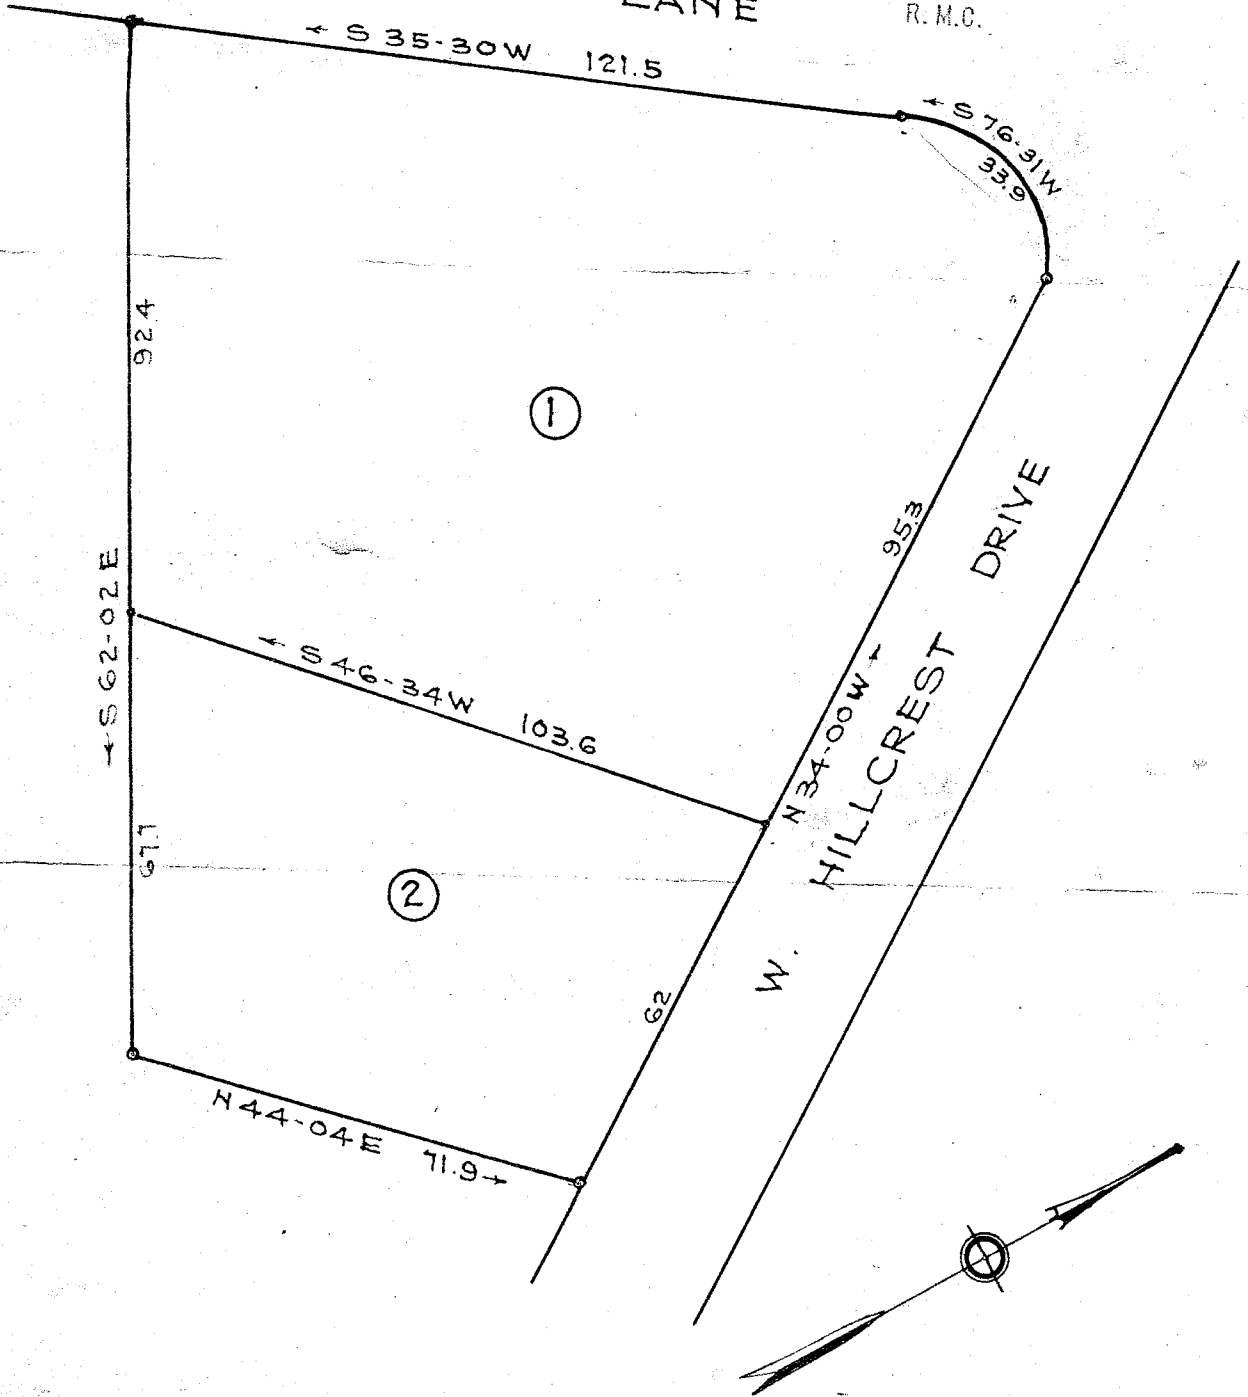 LANE
R. M. C.
← S 35-30 W 121.5
← S 76-31 W
33.9
92.4
1
95.3
DRIVE
← S 62-02 E
← S 46-34 W 103.6
N 34-00 W →
HILLCREST
67.7
2
W.
62
N 44-04 E 71.9 →